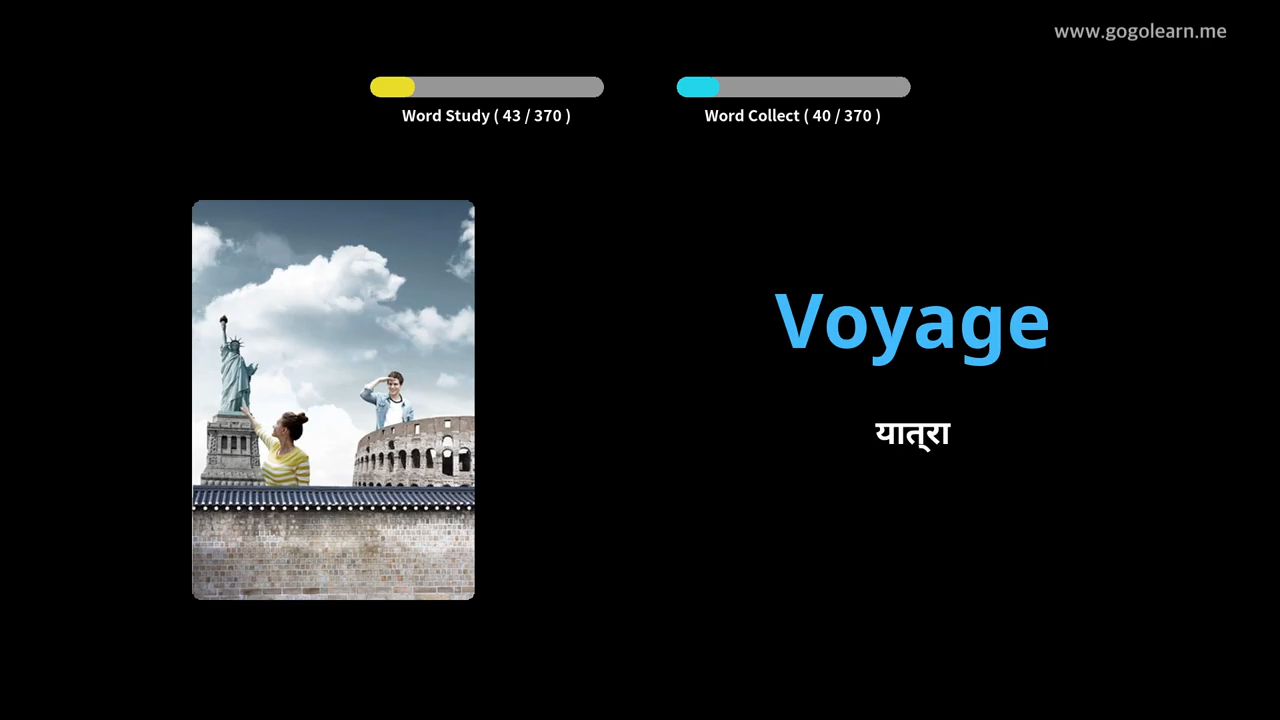 www.gogolearn.me
Word Study ( 43 / 370 )
Word Collect ( 40 / 370 )
Voyage
यात्रा